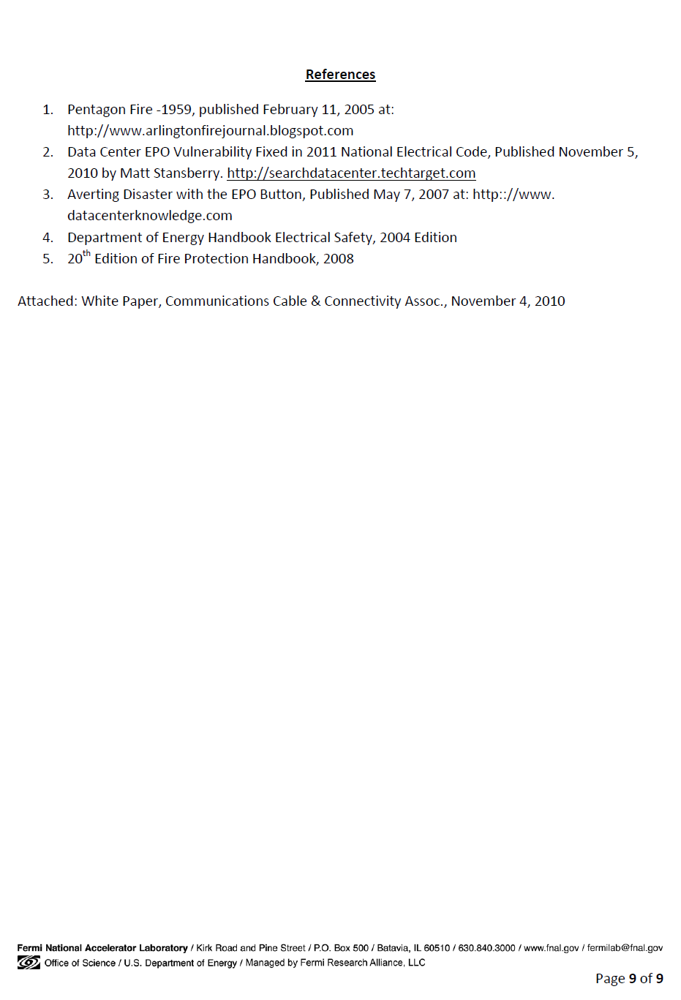 References
1. Pentagon Fire -1959, published February 11, 2005 at:
http://www.arlingtonfirejournal.blogspot.com
2. Data Center EPO Vulnerability Fixed in 2011 National Electrical Code, Published November 5,
2010 by Matt Stansberry. http://searchdatacenter.techtarget.com
3. Averting Disaster with the EPO Button, Published May 7, 2007 at: http:://www.
datacenterknowledge.com
4. Department of Energy Handbook Electrical Safety, 2004 Edition
5. 20th Edition of Fire Protection Handbook, 2008
Attached: White Paper, Communications Cable & Connectivity Assoc., November 4, 2010
Fermi National Accelerator Laboratory / Kirk Road and Pine Street / P.O. Box 500 / Batavia, IL 60510 / 630.840.3000 / www.fnal.gov / fermilab@fnal.gov
Office of Science / U.S. Department of Energy / Managed by Fermi Research Alliance, LLC
Page 9 of 9